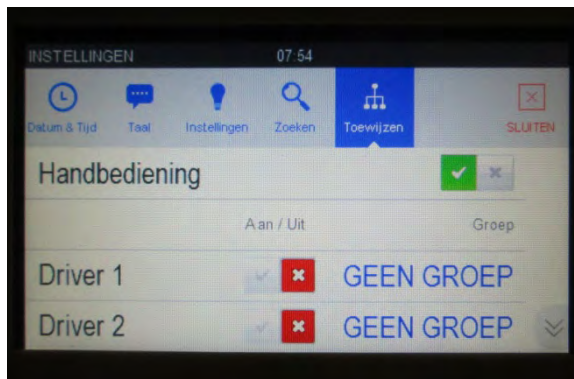 INSTELLINGEN 07:54
Datum & Tijd Taal Instellingen Zoeken Toewijzen SLUITEN
Handbediening
Aan / Uit Groep
Driver 1 GEEN GROEP
Driver 2 GEEN GROEP